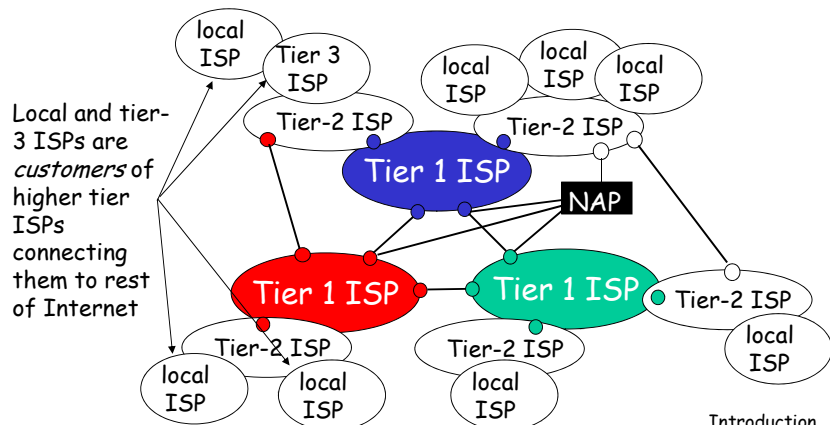 local
ISP
Tier 3
ISP
local
ISP
local
ISP
local
ISP
Local and tier-
3 ISPs are
customers of
higher tier
ISPs
connecting
them to rest
of Internet
Tier-2 ISP
Tier-2 ISP
Tier 1 ISP
NAP
Tier 1 ISP
Tier 1 ISP
Tier-2 ISP
local
ISP
Tier-2 ISP
local
ISP
local
ISP
Tier-2 ISP
local
ISP
Introduction